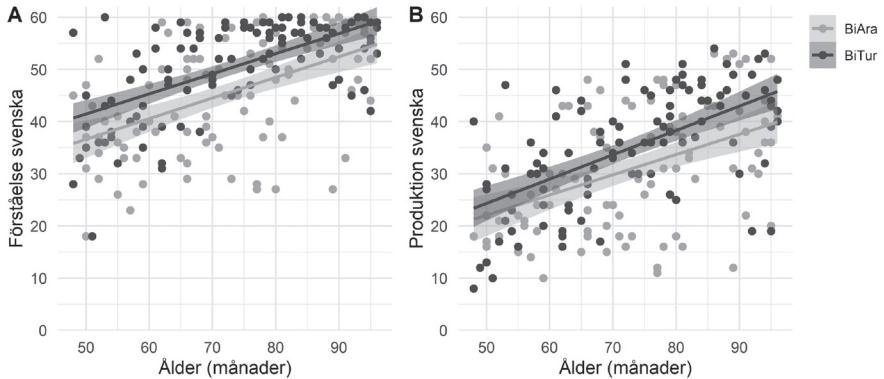 A
Förståelse svenska
60
50
40
30
20
10
0
50 60 70 80 90
Ålder (månader)
B
Produktion svenska
60
50
40
30
20
10
0
50 60 70 80 90
Ålder (månader)
BiAra
BiTur